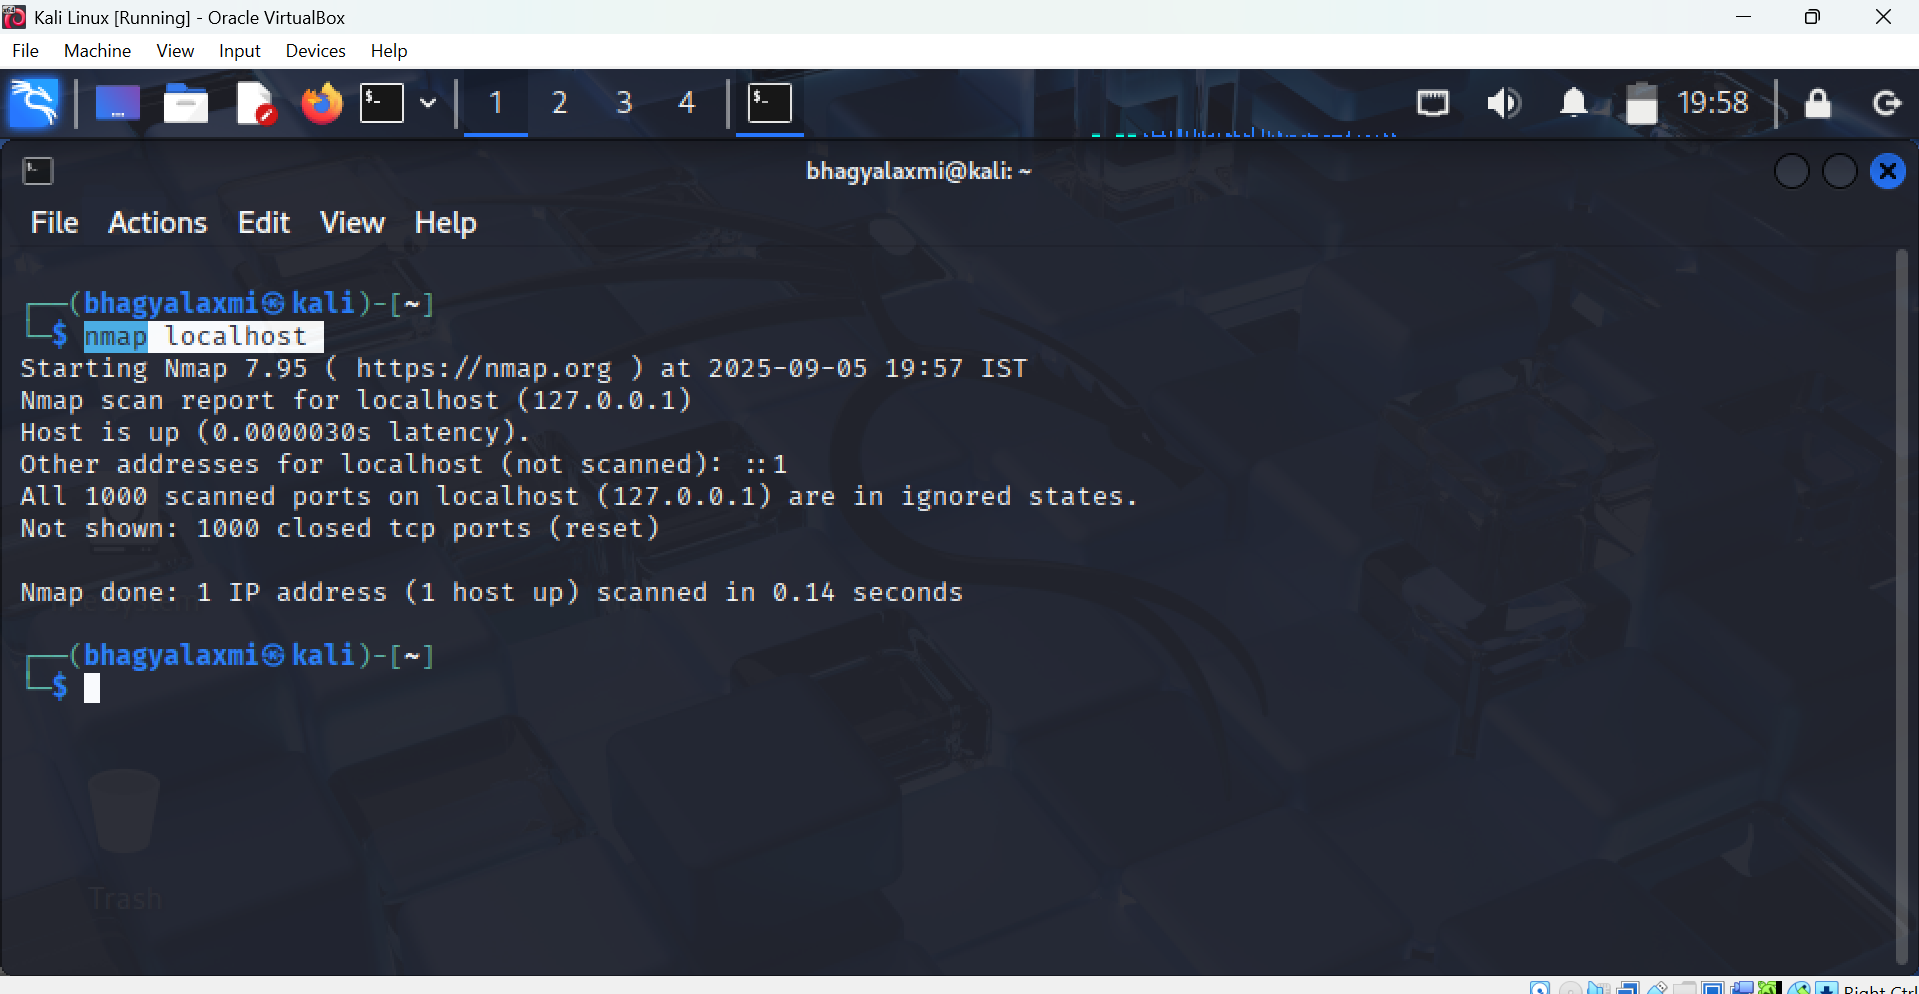 Kali Linux [Running] - Oracle VirtualBox
File Machine View Input Devices Help
1 2 3 4 19:58
bhagyalaxmi@kali: ~
File Actions Edit View Help
┌──(bhagyalaxmi㉿kali)-[~]
└─$ nmap localhost
Starting Nmap 7.95 ( https://nmap.org ) at 2025-09-05 19:57 IST
Nmap scan report for localhost (127.0.0.1)
Host is up (0.0000030s latency).
Other addresses for localhost (not scanned): ::1
All 1000 scanned ports on localhost (127.0.0.1) are in ignored states.
Not shown: 1000 closed tcp ports (reset)
Nmap done: 1 IP address (1 host up) scanned in 0.14 seconds
┌──(bhagyalaxmi㉿kali)-[~]
└─$
Trash
Right Ctrl